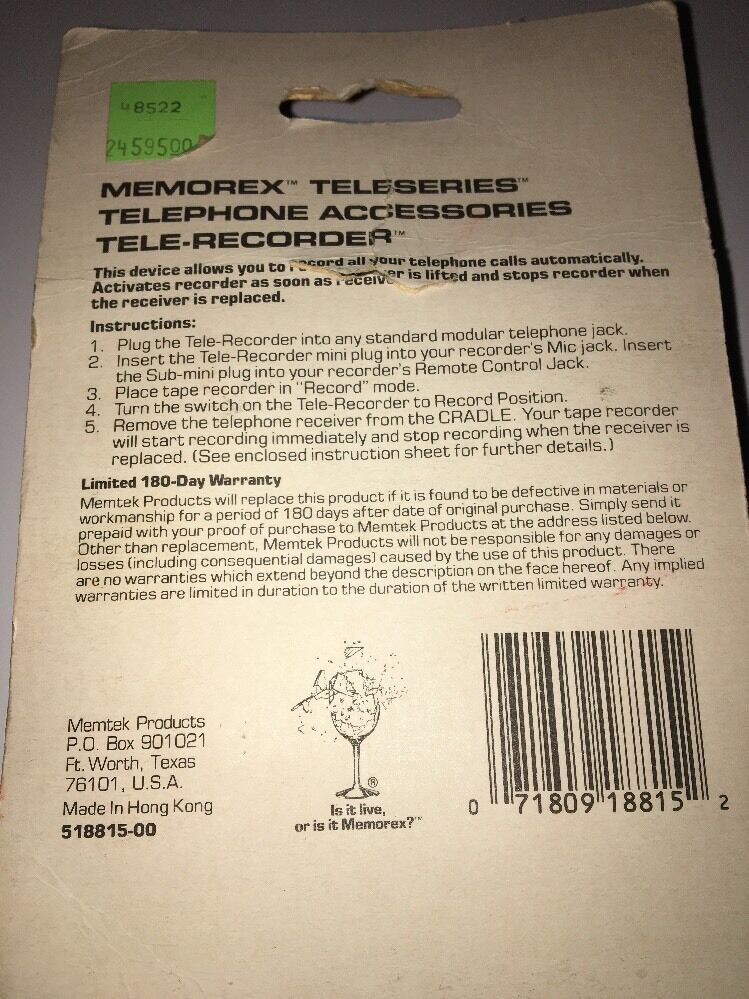 48522
2459500
MEMOREX™ TELESERIES™
TELEPHONE ACCESSORIES
TELE-RECORDER™
This device allows you to record all your telephone calls automatically.
Activates recorder as soon as receiver is lifted and stops recorder when
the receiver is replaced.
Instructions:
1. Plug the Tele-Recorder into any standard modular telephone jack.
2. Insert the Tele-Recorder mini plug into your recorder's Mic jack. Insert
the Sub-mini plug into your recorder's Remote Control Jack.
3. Place tape recorder in "Record" mode.
4. Turn the switch on the Tele-Recorder to Record Position.
5. Remove the telephone receiver from the CRADLE. Your tape recorder
will start recording immediately and stop recording when the receiver is
replaced. (See enclosed instruction sheet for further details.)
Limited 180-Day Warranty
Memtek Products will replace this product if it is found to be defective in materials or
workmanship for a period of 180 days after date of original purchase. Simply send it
prepaid with your proof of purchase to Memtek Products at the address listed below.
Other than replacement, Memtek Products will not be responsible for any damages or
losses (including consequential damages) caused by the use of this product. There
are no warranties which extend beyond the description on the face hereof. Any implied
warranties are limited in duration to the duration of the written limited warranty.
Memtek Products
P.O. Box 901021
Ft. Worth, Texas
76101, U.S.A.
Made In Hong Kong
518815-00
®
Is it live,
or is it Memorex?™
0 71809 18815 2